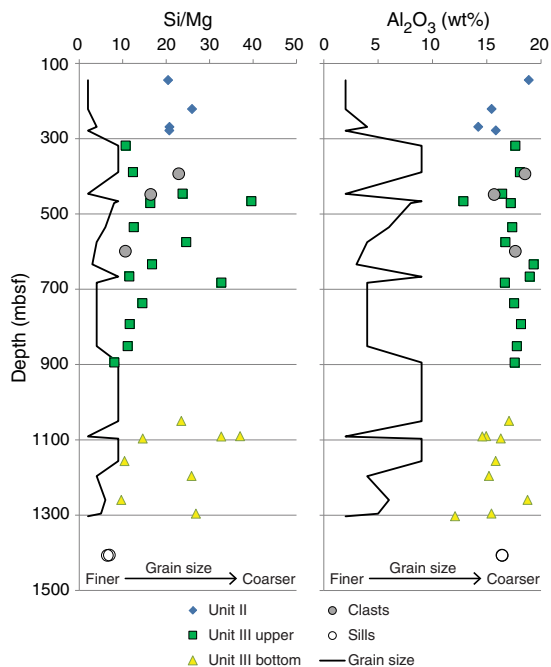 Si/Mg
Al2O3 (wt%)
0 10 20 30 40 50
0 5 10 15 20
100
300
500
700
900
1100
1300
1500
Depth (mbsf)
Grain size
Finer Coarser
Grain size
Finer Coarser
Unit II
Clasts
Unit III upper
Sills
Unit III bottom
Grain size